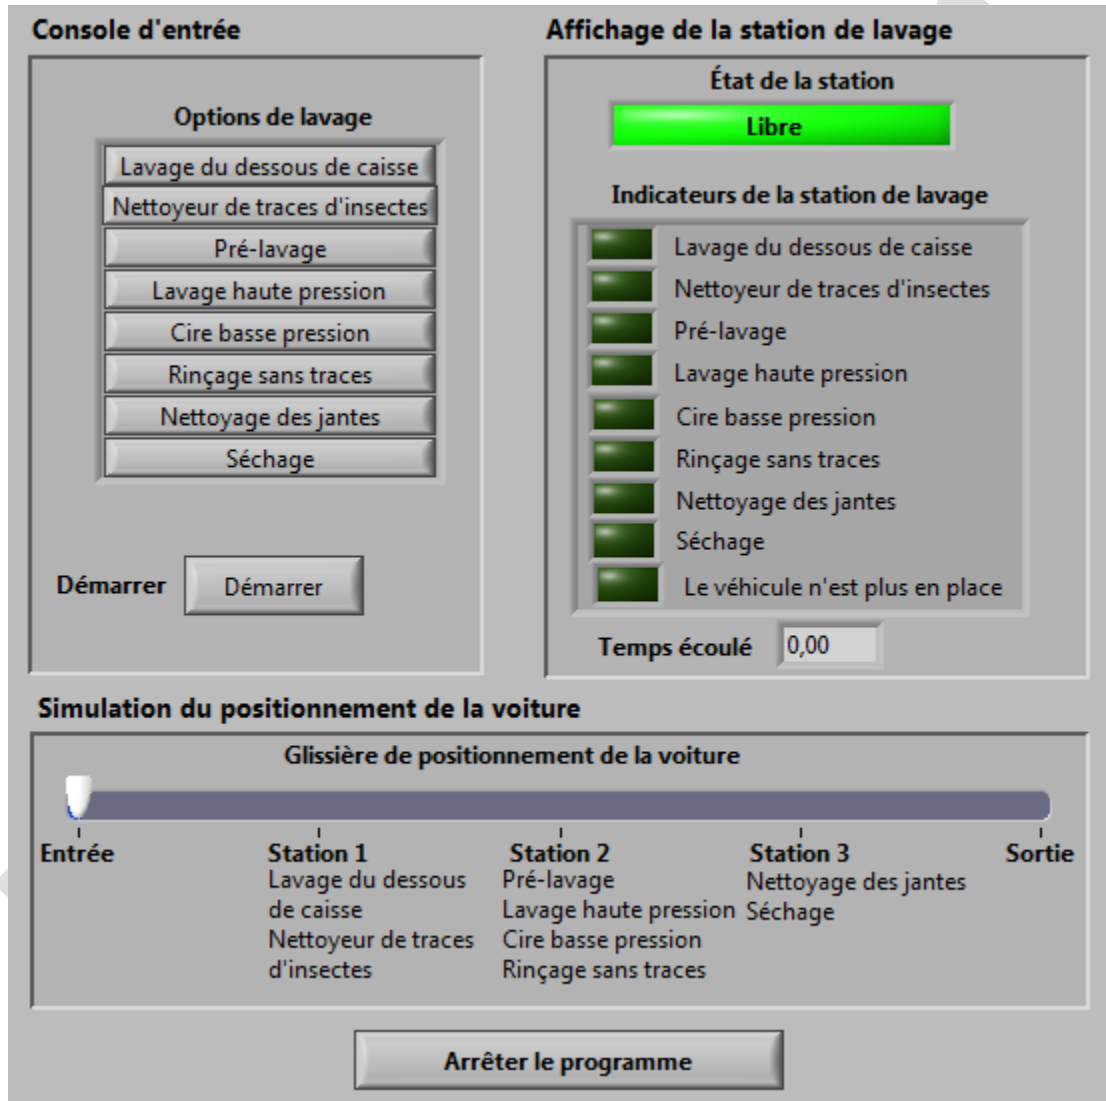 Console d'entrée
Options de lavage
Lavage du dessous de caisse
Nettoyeur de traces d'insectes
Pré-lavage
Lavage haute pression
Cire basse pression
Rinçage sans traces
Nettoyage des jantes
Séchage
Démarrer
Démarrer
Affichage de la station de lavage
État de la station
Libre
Indicateurs de la station de lavage
Lavage du dessous de caisse
Nettoyeur de traces d'insectes
Pré-lavage
Lavage haute pression
Cire basse pression
Rinçage sans traces
Nettoyage des jantes
Séchage
Le véhicule n'est plus en place
Temps écoulé 0,00
Simulation du positionnement de la voiture
Glissière de positionnement de la voiture
Entrée
Station 1
Lavage du dessous
de caisse
Nettoyeur de traces
d'insectes
Station 2
Pré-lavage
Lavage haute pression
Cire basse pression
Rinçage sans traces
Station 3
Nettoyage des jantes
Séchage
Sortie
Arrêter le programme